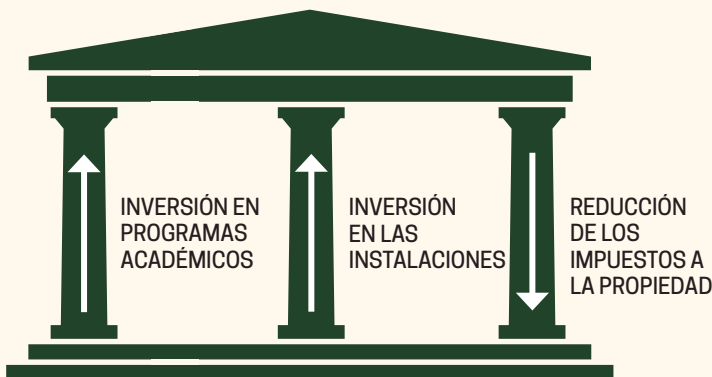 INVERSIÓN EN
PROGRAMAS
ACADÉMICOS
INVERSIÓN
EN LAS
INSTALACIONES
REDUCCIÓN
DE LOS
IMPUESTOS A
LA PROPIEDAD